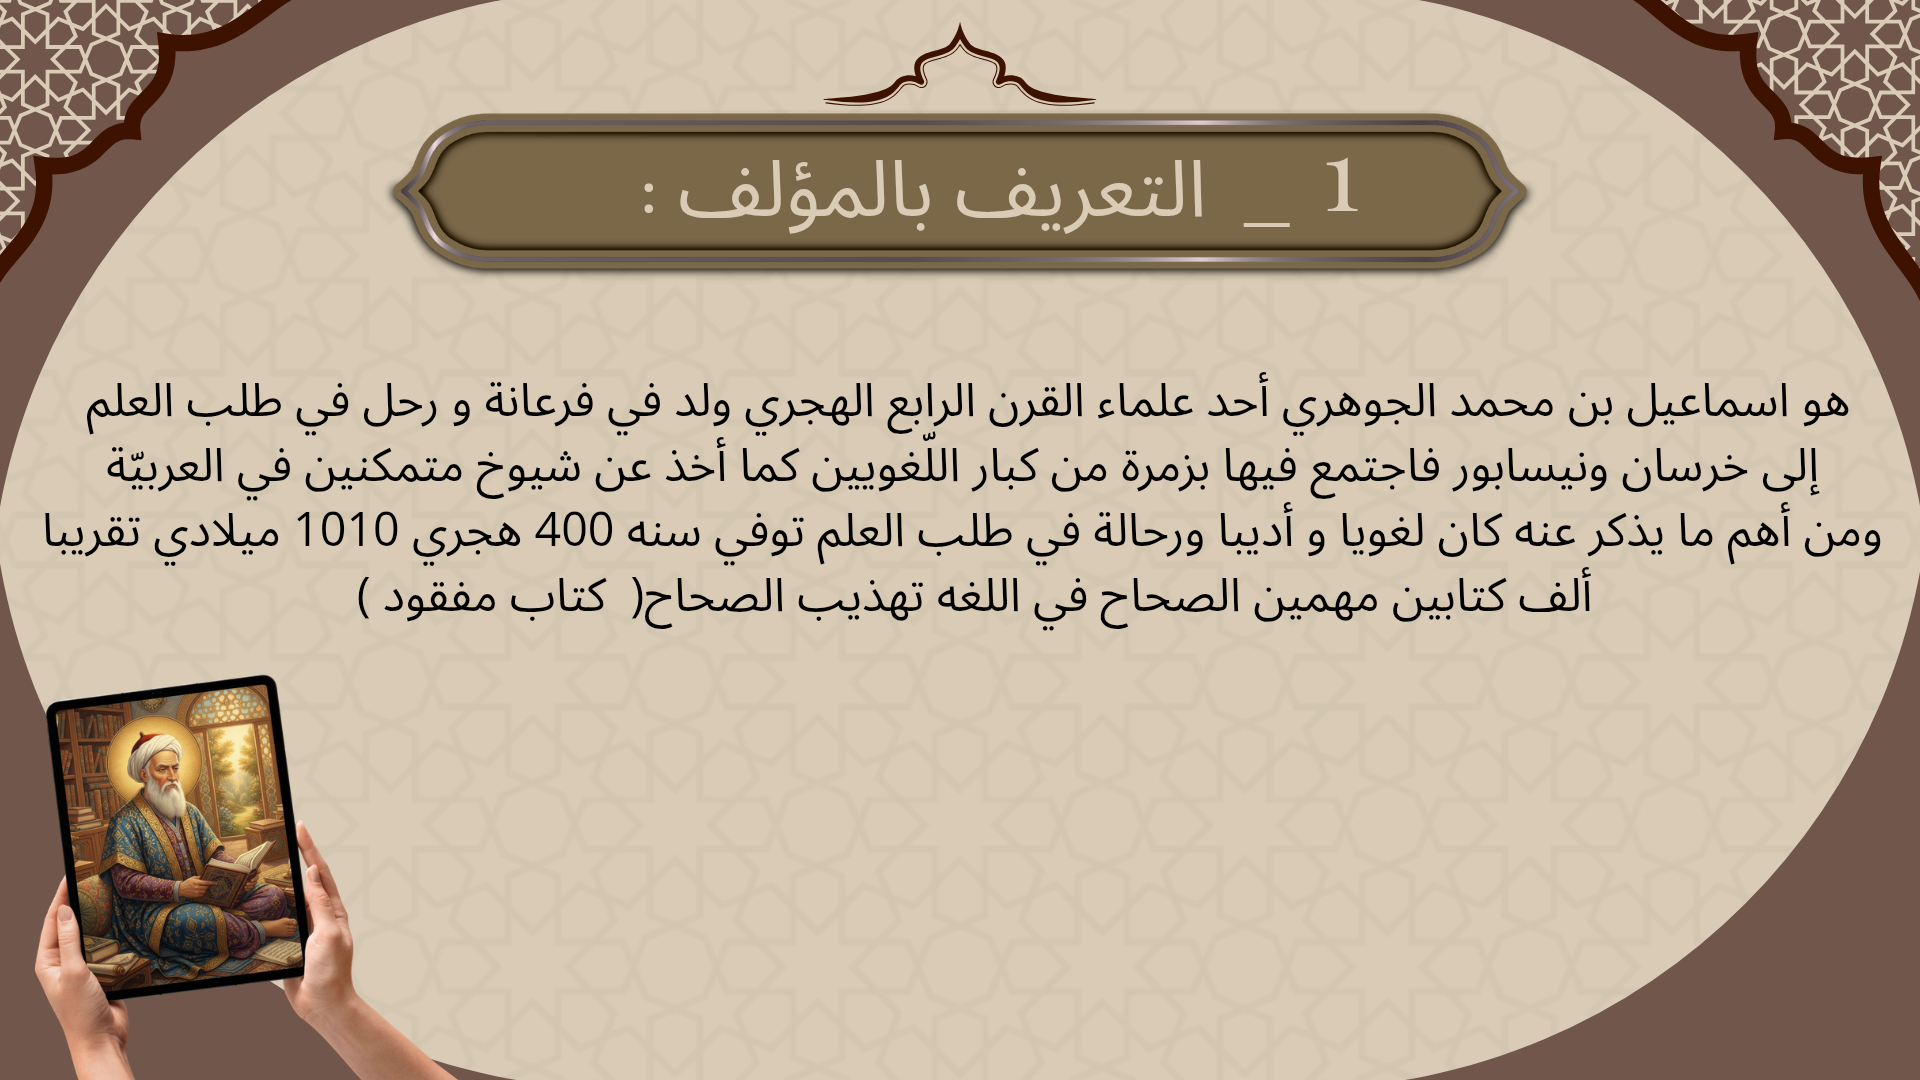 1 _ التعريف بالمؤلف :
هو اسماعيل بن محمد الجوهري أحد علماء القرن الرابع الهجري ولد في فرعانة و رحل في طلب العلم
إلى خرسان ونيسابور فاجتمع فيها بزمرة من كبار اللّغويين كما أخذ عن شيوخ متمكنين في العربيّة
ومن أهم ما يذكر عنه كان لغويا و أديبا ورحالة في طلب العلم توفي سنه 400 هجري 1010 ميلادي تقريبا
ألف كتابين مهمين الصحاح في اللغه تهذيب الصحاح( كتاب مفقود )